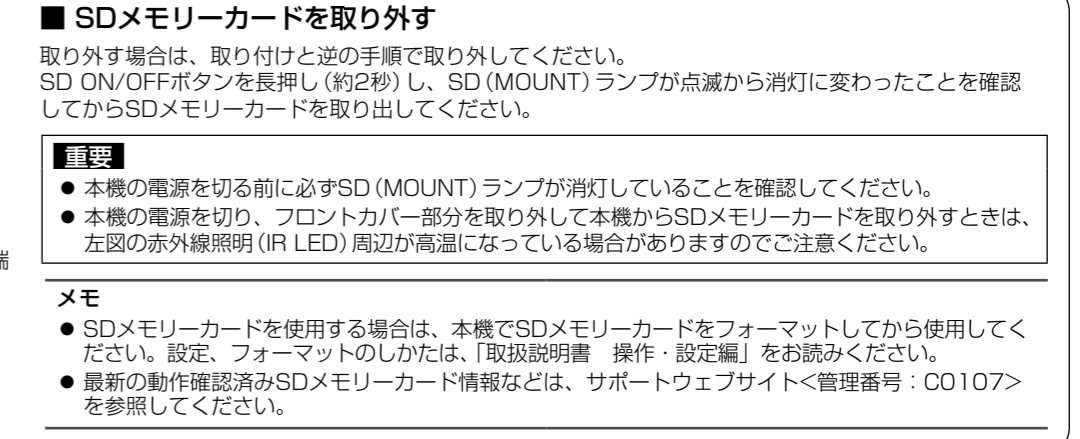 ■ SDメモリーカードを取り外す
取り外す場合は、取り付けと逆の手順で取り外してください。
SD ON/OFFボタンを長押し（約2秒）し、SD（MOUNT）ランプが点滅から消灯に変わったことを確認
してからSDメモリーカードを取り出してください。
重要
● 本機の電源を切る前に必ずSD（MOUNT）ランプが消灯していることを確認してください。
● 本機の電源を切り、フロントカバー部分を取り外して本機からSDメモリーカードを取り外すときは、
左図の赤外線照明（IR LED）周辺が高温になっている場合がありますのでご注意ください。
メモ
● SDメモリーカードを使用する場合は、本機でSDメモリーカードをフォーマットしてから使用してく
ださい。設定、フォーマットのしかたは、「取扱説明書　操作・設定編」をお読みください。
● 最新の動作確認済みSDメモリーカード情報などは、サポートウェブサイト<管理番号：C0107>
を参照してください。